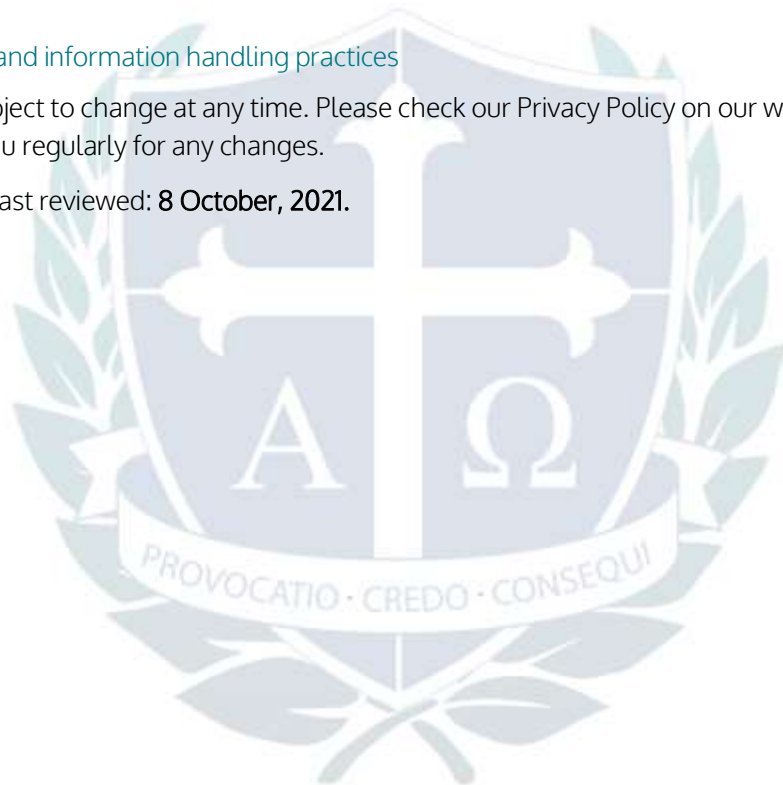 and information handling practices
ject to change at any time. Please check our Privacy Policy on our w
u regularly for any changes.
ast reviewed: 8 October, 2021.
Α Ω
PROVOCATIO · CREDO · CONSEQUI